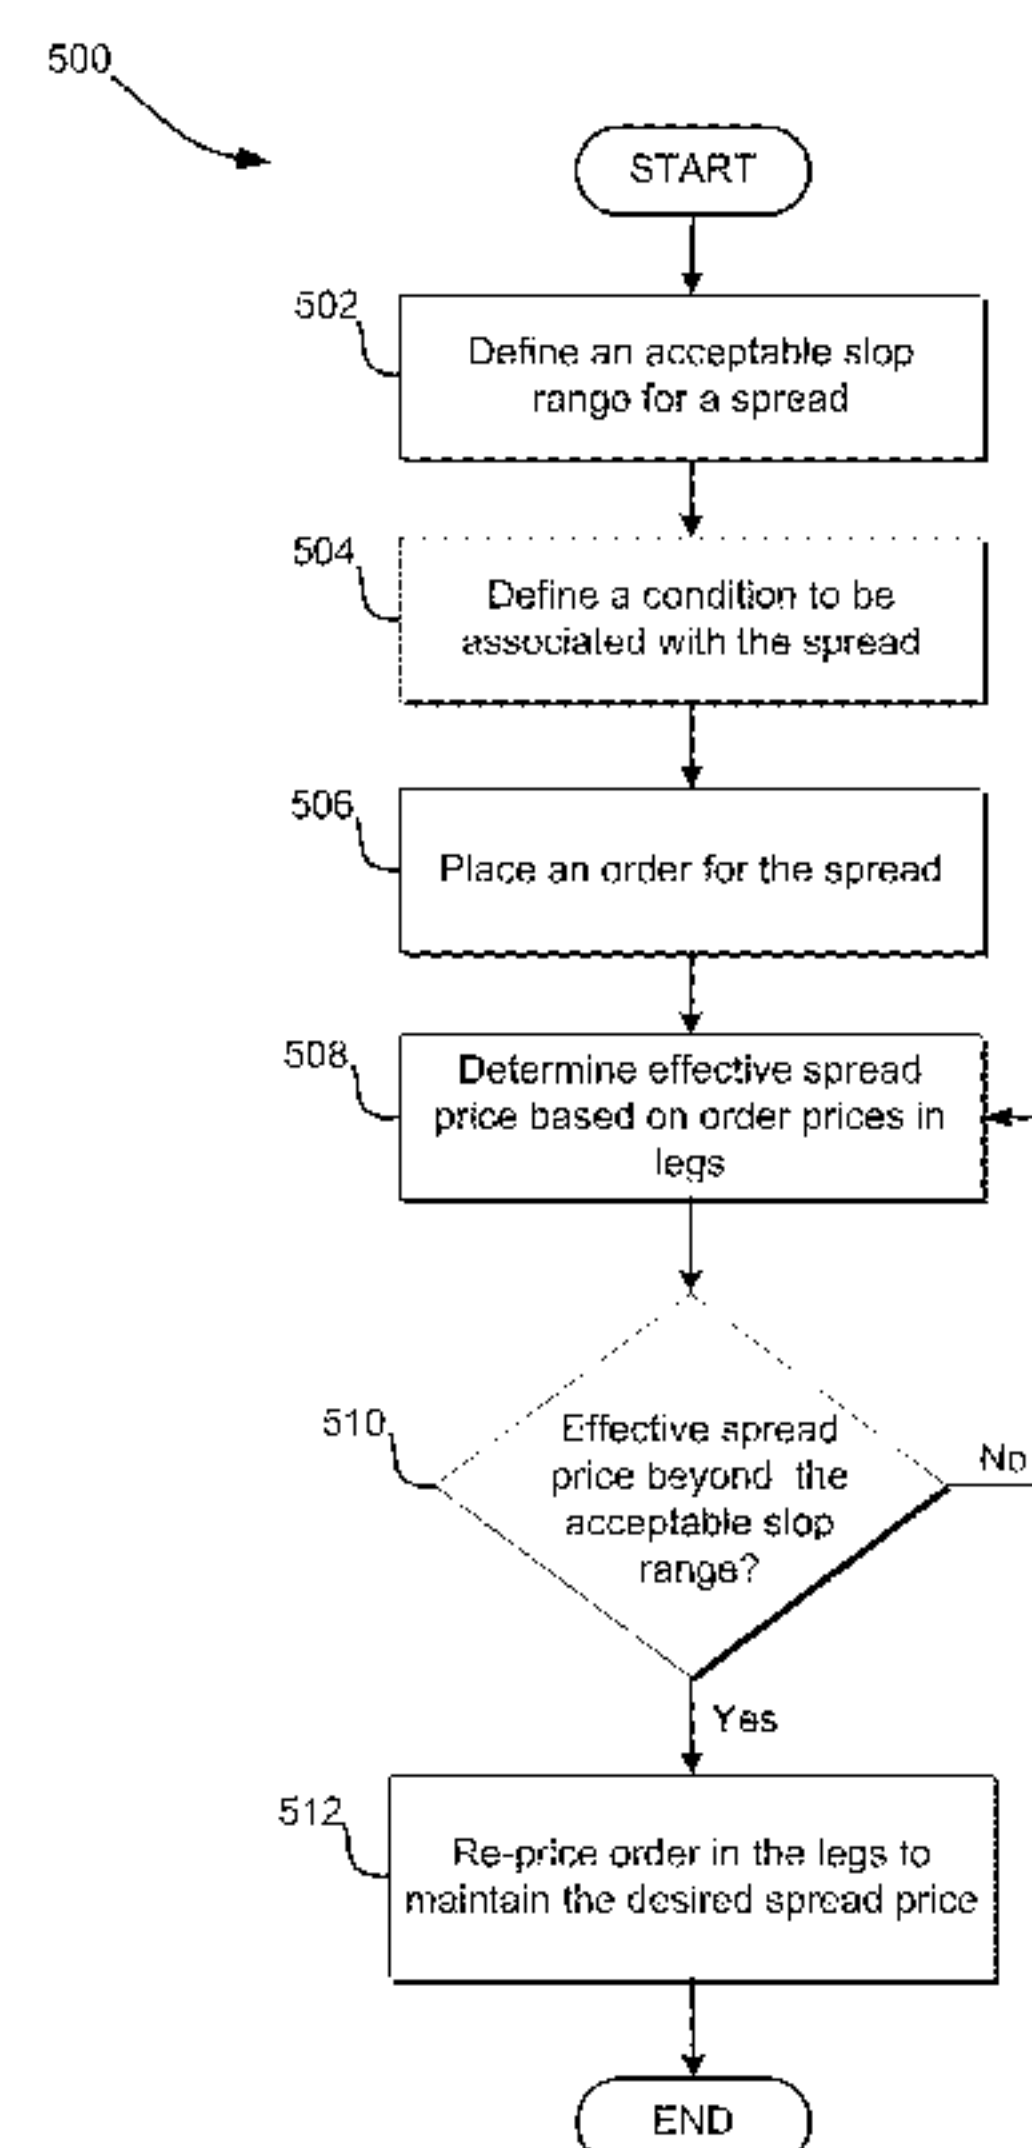 500
START
502
Define an acceptable slop
range for a spread
504
Define a condition to be
associated with the spread
506
Place an order for the spread
508
Determine effective spread
price based on order prices in
legs
510
Effective spread
price beyond the
acceptable slop
range?
No
Yes
512
Re-price order in the legs to
maintain the desired spread price
END